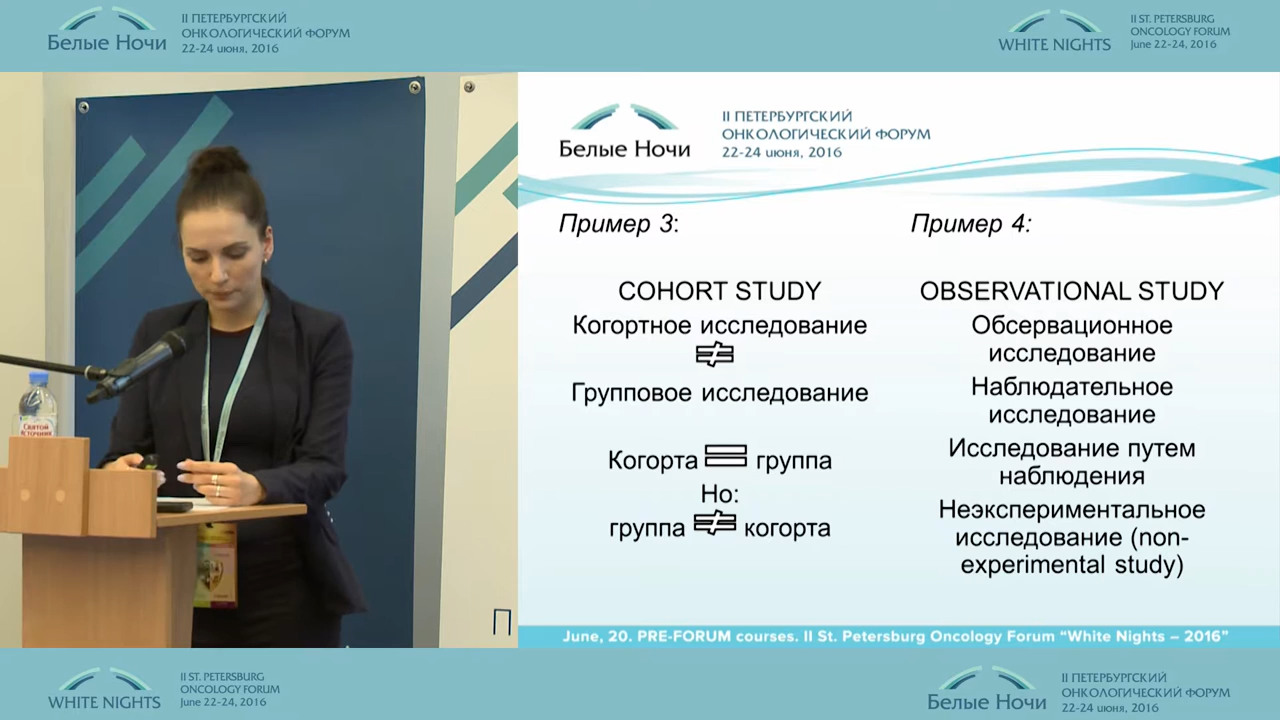 Белые Ночи
II ПЕТЕРБУРГСКИЙ
ОНКОЛОГИЧЕСКИЙ ФОРУМ
22-24 июня, 2016
WHITE NIGHTS
II ST. PETERSBURG
ONCOLOGY FORUM
June 22-24, 2016
Святой
Источник
П
Белые Ночи
II ПЕТЕРБУРГСКИЙ
ОНКОЛОГИЧЕСКИЙ ФОРУМ
22-24 июня, 2016
Пример 3:
COHORT STUDY
Когортное исследование
≠
Групповое исследование
Когорта = группа
Но:
группа ≠ когорта
Пример 4:
OBSERVATIONAL STUDY
Обсервационное
исследование
Наблюдательное
исследование
Исследование путем
наблюдения
Неэкспериментальное
исследование (non-
experimental study)
June, 20. PRE-FORUM courses. II St. Petersburg Oncology Forum “White Nights – 2016”
WHITE NIGHTS
II ST. PETERSBURG
ONCOLOGY FORUM
June 22-24, 2016
Белые Ночи
II ПЕТЕРБУРГСКИЙ
ОНКОЛОГИЧЕСКИЙ ФОРУМ
22-24 июня, 2016